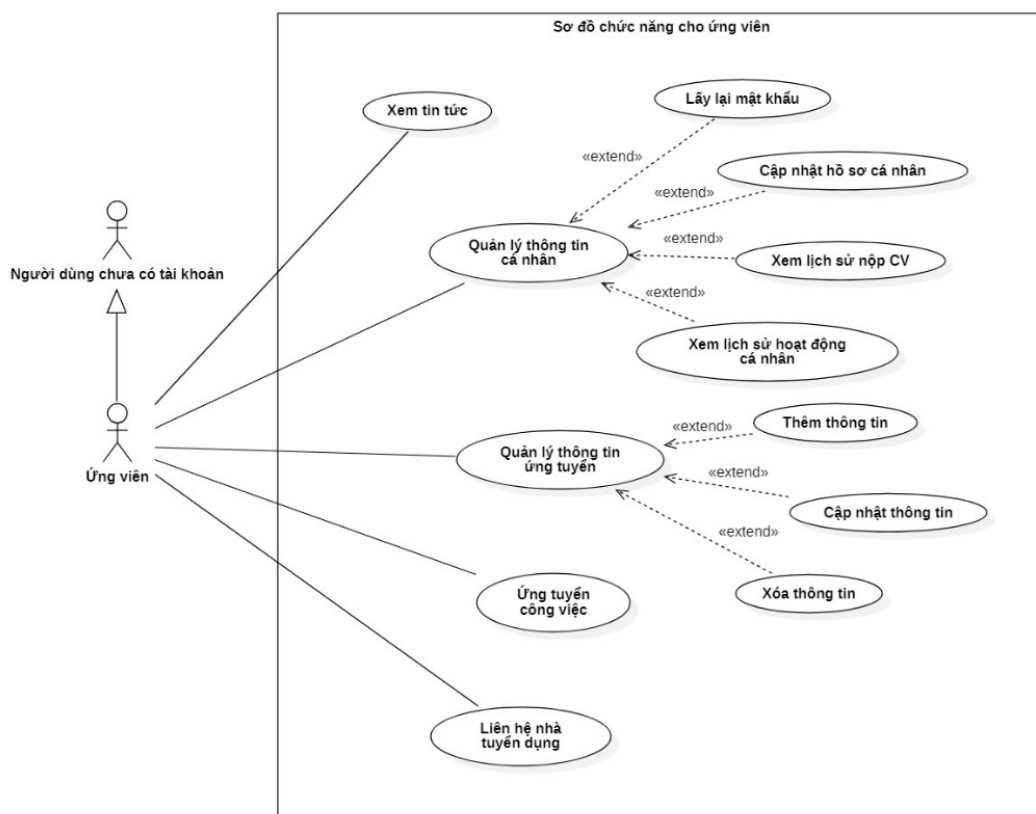 Sơ đồ chức năng cho ứng viên
Xem tin tức
Lấy lại mật khẩu
«extend»
Cập nhật hồ sơ cá nhân
«extend»
Người dùng chưa có tài khoản
Quản lý thông tin
cá nhân
«extend»
Xem lịch sử nộp CV
«extend»
Xem lịch sử hoạt động
cá nhân
Ứng viên
Quản lý thông tin
ứng tuyển
«extend»
Thêm thông tin
«extend»
Cập nhật thông tin
«extend»
Xóa thông tin
Ứng tuyển
công việc
Liên hệ nhà
tuyển dụng